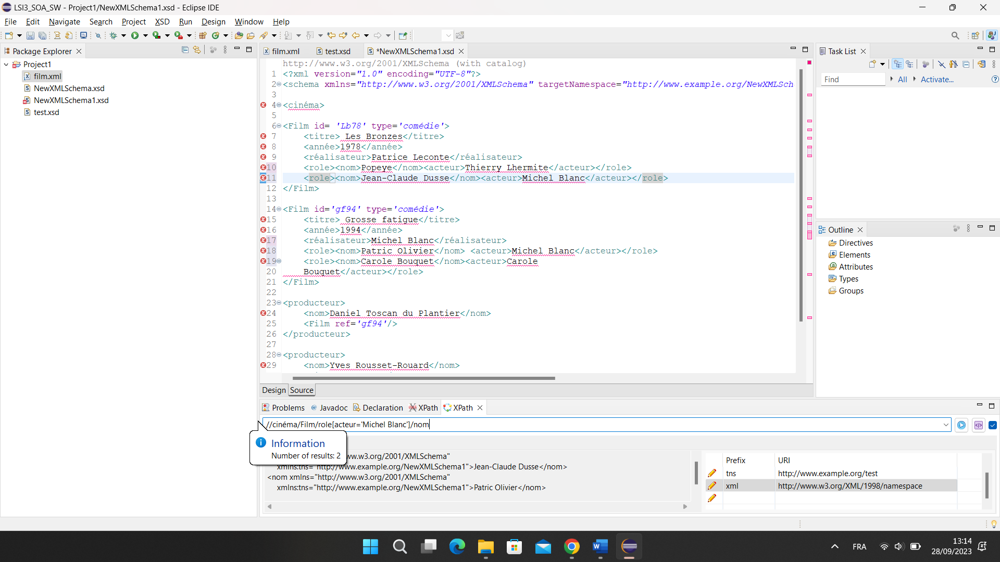 LSI3_SOA_SW - Project1/NewXMLSchema1.xsd - Eclipse IDE
File Edit Navigate Search Project XSD Run Design Window Help
Package Explorer
Project1
film.xml
NewXMLSchema.xsd
NewXMLSchema1.xsd
test.xsd
film.xml test.xsd *NewXMLSchema1.xsd
http://www.w3.org/2001/XMLSchema (with catalog)
1 <?xml version="1.0" encoding="UTF-8"?>
2 <schema xmlns="http://www.w3.org/2001/XMLSchema" targetNamespace="http://www.example.org/NewXMLSch
3
4 <cinéma>
5
6 <Film id= 'Lb78' type='comédie'>
7 <titre> Les Bronzes</titre>
8 <année>1978</année>
9 <réalisateur>Patrice Leconte</réalisateur>
10 <role><nom>Popeye</nom><acteur>Thierry Lhermite</acteur></role>
11 <role><nom>Jean-Claude Dusse</nom><acteur>Michel Blanc</acteur></role>
12 </Film>
13
14 <Film id='gf94' type='comédie'>
15 <titre> Grosse fatigue</titre>
16 <année>1994</année>
17 <réalisateur>Michel Blanc</réalisateur>
18 <role><nom>Patric Olivier</nom> <acteur>Michel Blanc</acteur></role>
19 <role><nom>Carole Bouquet</nom><acteur>Carole
20 Bouquet</acteur></role>
21 </Film>
22
23 <producteur>
24 <nom>Daniel Toscan du Plantier</nom>
25 <Film ref='gf94'/>
26 </producteur>
27
28 <producteur>
29 <nom>Yves Rousset-Rouard</nom>
Design Source
Task List
Find All Activate...
Outline
Directives
Elements
Attributes
Types
Groups
Problems Javadoc Declaration XPath XPath
//cinéma/Film/role[acteur='Michel Blanc']/nom
Information
Number of results: 2
ww.w3.org/2001/XMLSchema"
xmlns:tns="http://www.example.org/NewXMLSchema1">Jean-Claude Dusse</nom>
<nom xmlns="http://www.w3.org/2001/XMLSchema"
xmlns:tns="http://www.example.org/NewXMLSchema1">Patric Olivier</nom>
Prefix URI
tns http://www.example.org/test
xml http://www.w3.org/XML/1998/namespace
FRA
13:14
28/09/2023